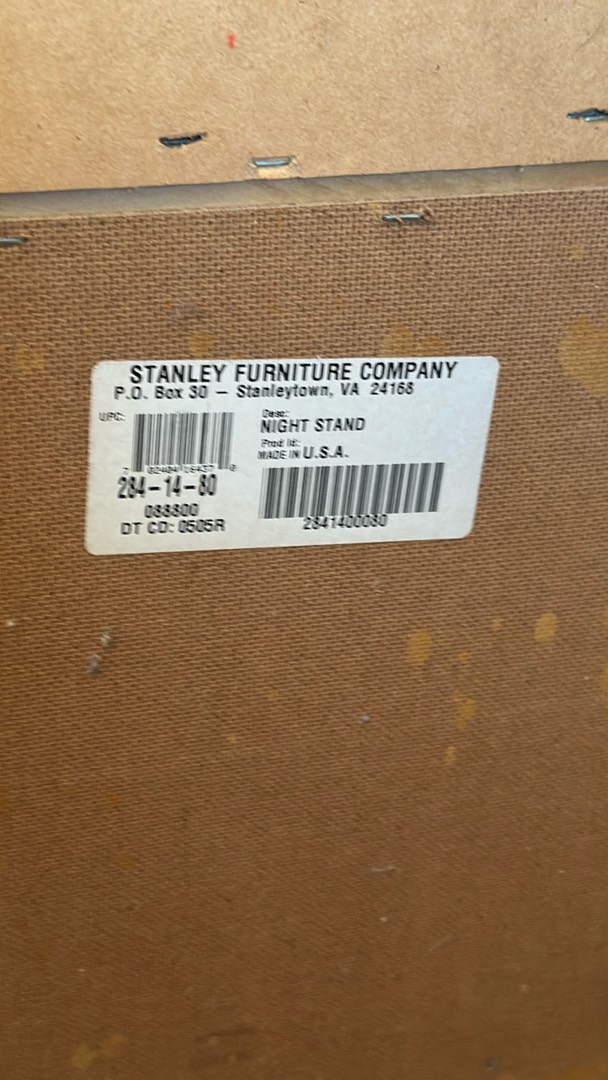 STANLEY FURNITURE COMPANY
P.O. Box 30 – Stanleytown, VA 24168
UPC:
284-14-80
088800
DT CD: 0505R
Desc:
NIGHT STAND
Prod Id:
MADE IN U.S.A.
2841400080